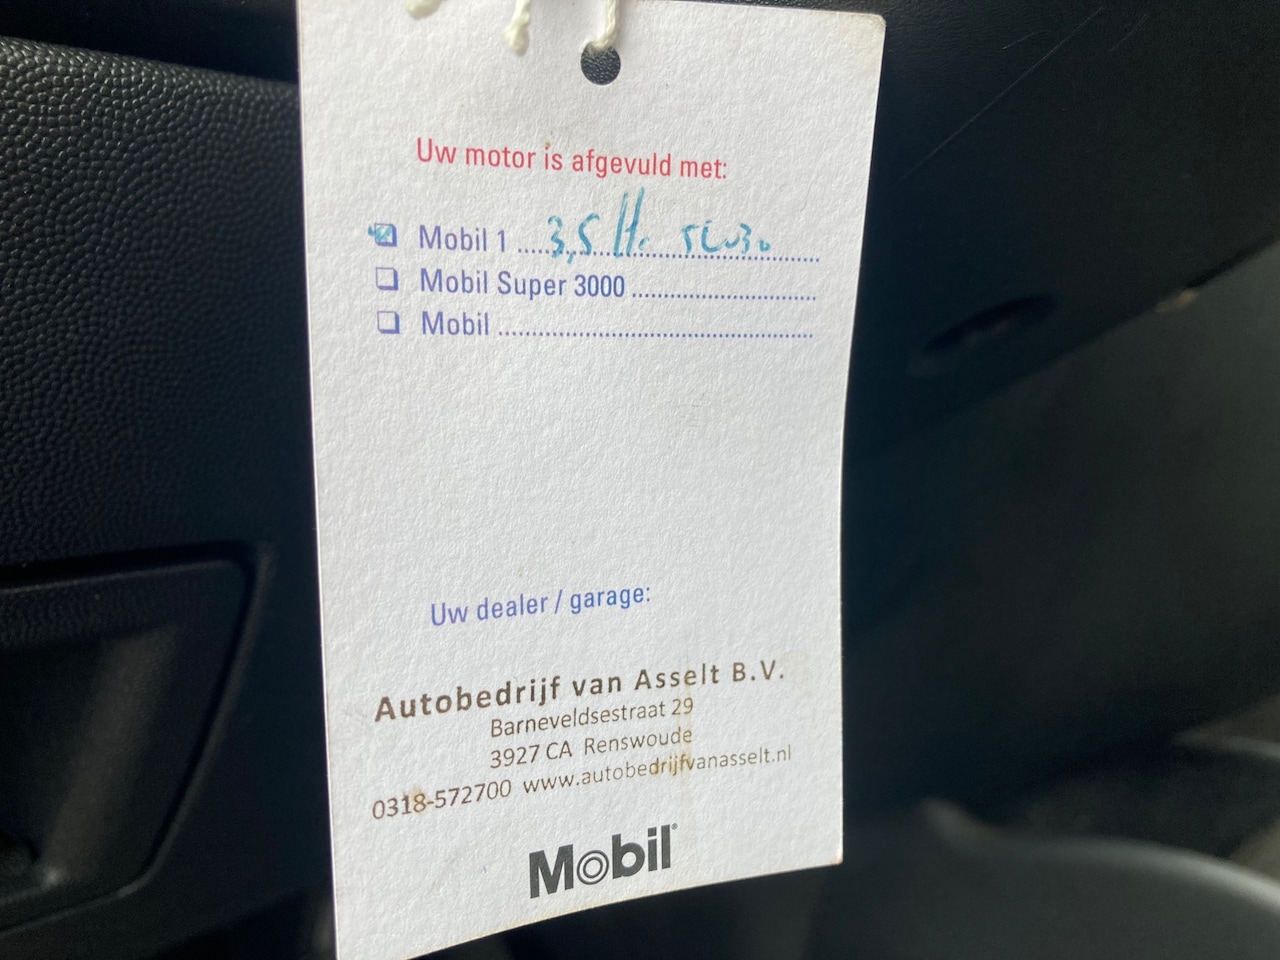 Uw motor is afgevuld met:
Mobil 1 ..... 3,5 ltr 5w30
Mobil Super 3000 .............................
Mobil ..................................................
Uw dealer / garage:
Autobedrijf van Asselt B.V.
Barneveldsestraat 29
3927 CA Renswoude
0318-572700 www.autobedrijfvanasselt.nl
Mobil®